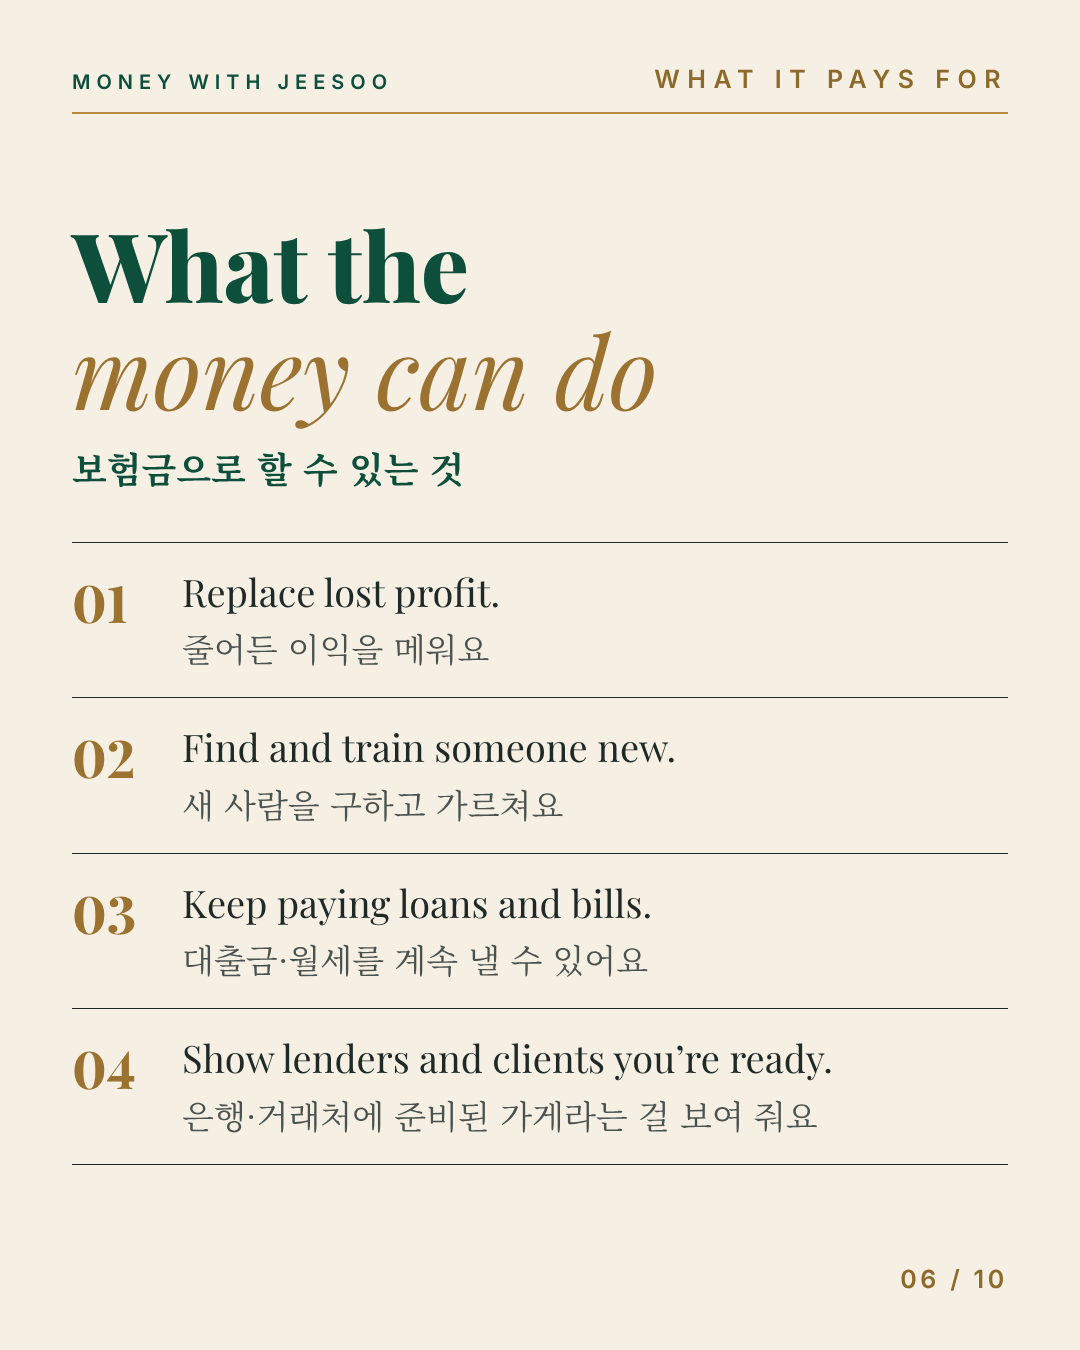 MONEY WITH JEESOO
WHAT IT PAYS FOR
What the
money can do
보험금으로 할 수 있는 것
01
Replace lost profit.
줄어든 이익을 메워요
02
Find and train someone new.
새 사람을 구하고 가르쳐요
03
Keep paying loans and bills.
대출금·월세를 계속 낼 수 있어요
04
Show lenders and clients you’re ready.
은행·거래처에 준비된 가게라는 걸 보여 줘요
06 / 10